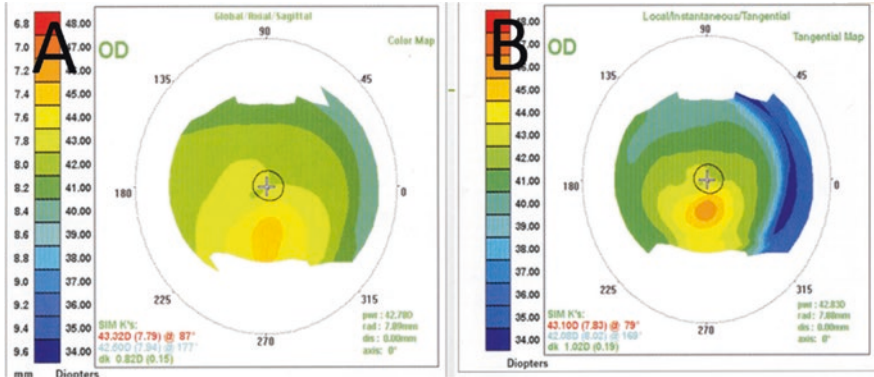 A
Global/Axial/Sagittal
Color Map
OD
90
135
45
180
0
225
315
270
6.8 48.00
7.0 47.00
7.2 46.00
7.4 45.00
7.6 44.00
7.8 43.00
8.0 42.00
8.2 41.00
8.4 40.00
8.6 39.00
8.8 38.00
9.0 37.00
9.2 36.00
9.4 35.00
9.6 34.00
mm Diopters
SIM K's:
43.32D (7.79) @ 87°
42.50D (7.94) @ 177°
dk 0.82D (0.15)
pwr: 42.78D
rad: 7.89mm
dis: 0.00mm
axis: 0°
B
Local/Instantaneous/Tangential
Tangential Map
OD
90
135
45
180
0
225
315
270
48.00
47.00
46.00
45.00
44.00
43.00
42.00
41.00
40.00
39.00
38.00
37.00
36.00
35.00
34.00
Diopters
SIM K's:
43.10D (7.83) @ 79°
42.08D (8.02) @ 169°
dk 1.02D (0.19)
pwr: 42.83D
rad: 7.88mm
dis: 0.00mm
axis: 0°